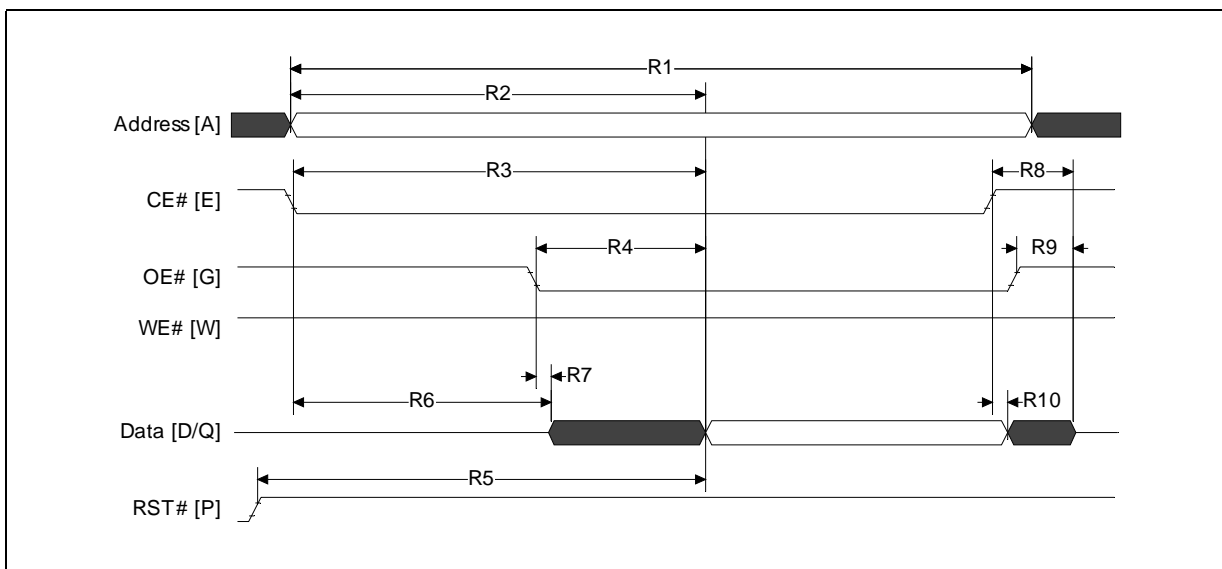 R1
R2
Address [A]
R3
R8
CE# [E]
R4
R9
OE# [G]
WE# [W]
R7
R6
R10
Data [D/Q]
R5
RST# [P]